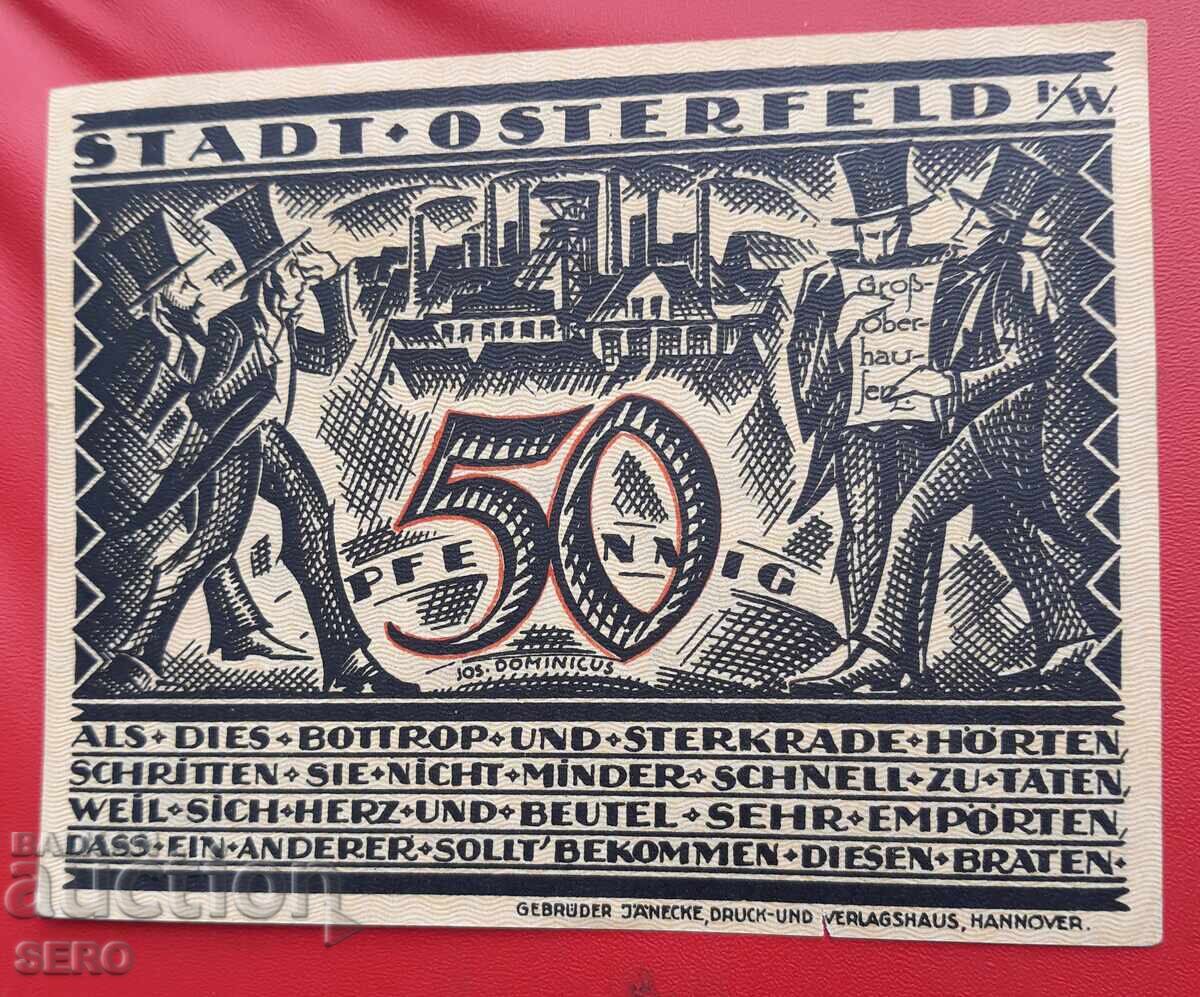 STADT·OSTERFELD I./W.
Groß-
Ober-
hau-
sen
50
PFENNIG
JOS. DOMINICUS
ALS·DIES·BOTTROP·UND·STERKRADE·HÖRTEN,
SCHRITTEN·SIE·NICHT·MINDER·SCHNELL·ZU·TATEN,
WEIL·SICH·HERZ·UND·BEUTEL·SEHR·EMPÖRTEN,
DASS·EIN·ANDERER·SOLLT'BEKOMMEN·DIESEN·BRATEN·
GEBRÜDER JÄNECKE, DRUCK-UND VERLAGSHAUS, HANNOVER.
auction
SERO